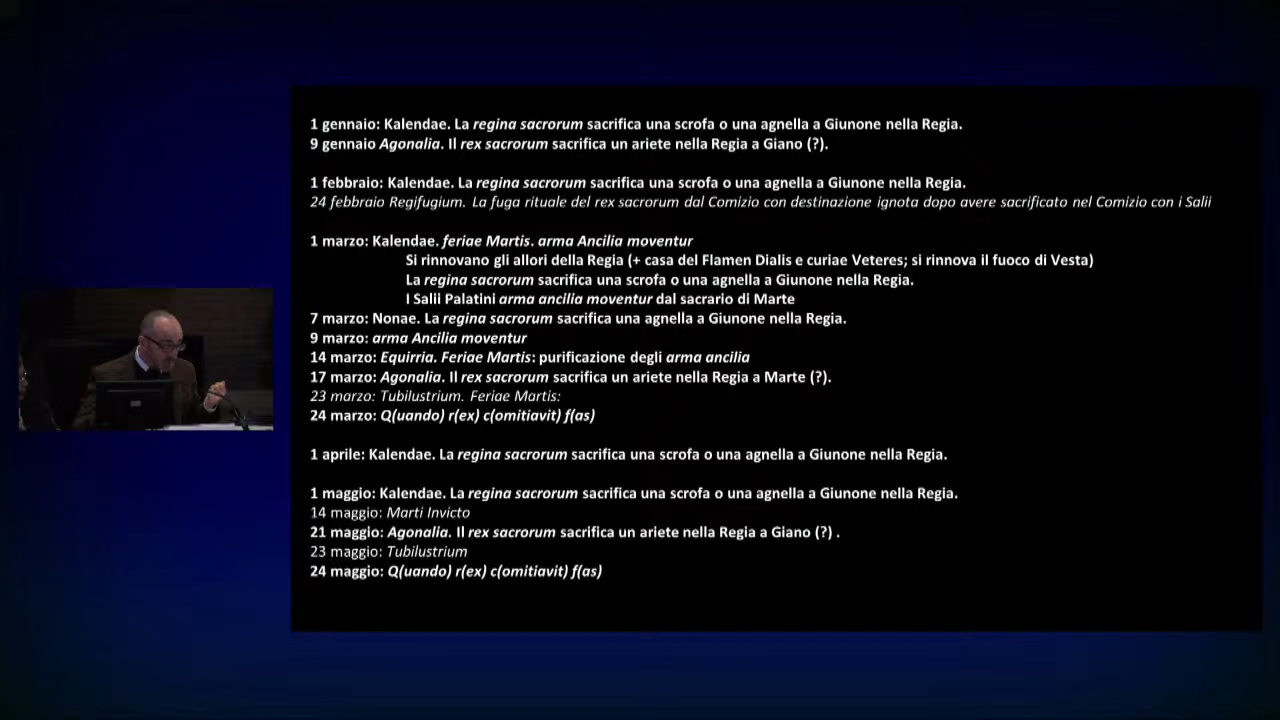 1 gennaio: Kalendae. La regina sacrorum sacrifica una scrofa o una agnella a Giunone nella Regia.
9 gennaio Agonalia. Il rex sacrorum sacrifica un ariete nella Regia a Giano (?).
1 febbraio: Kalendae. La regina sacrorum sacrifica una scrofa o una agnella a Giunone nella Regia.
24 febbraio Regifugium. La fuga rituale del rex sacrorum dal Comizio con destinazione ignota dopo avere sacrificato nel Comizio con i Salii
1 marzo: Kalendae. feriae Martis. arma Ancilia moventur
Si rinnovano gli allori della Regia (+ casa del Flamen Dialis e curiae Veteres; si rinnova il fuoco di Vesta)
La regina sacrorum sacrifica una scrofa o una agnella a Giunone nella Regia.
I Salii Palatini arma ancilia moventur dal sacrario di Marte
7 marzo: Nonae. La regina sacrorum sacrifica una agnella a Giunone nella Regia.
9 marzo: arma Ancilia moventur
14 marzo: Equirria. Feriae Martis: purificazione degli arma ancilia
17 marzo: Agonalia. Il rex sacrorum sacrifica un ariete nella Regia a Marte (?).
23 marzo: Tubilustrium. Feriae Martis:
24 marzo: Q(uando) r(ex) c(omitiavit) f(as)
1 aprile: Kalendae. La regina sacrorum sacrifica una scrofa o una agnella a Giunone nella Regia.
1 maggio: Kalendae. La regina sacrorum sacrifica una scrofa o una agnella a Giunone nella Regia.
14 maggio: Marti Invicto
21 maggio: Agonalia. Il rex sacrorum sacrifica un ariete nella Regia a Giano (?) .
23 maggio: Tubilustrium
24 maggio: Q(uando) r(ex) c(omitiavit) f(as)